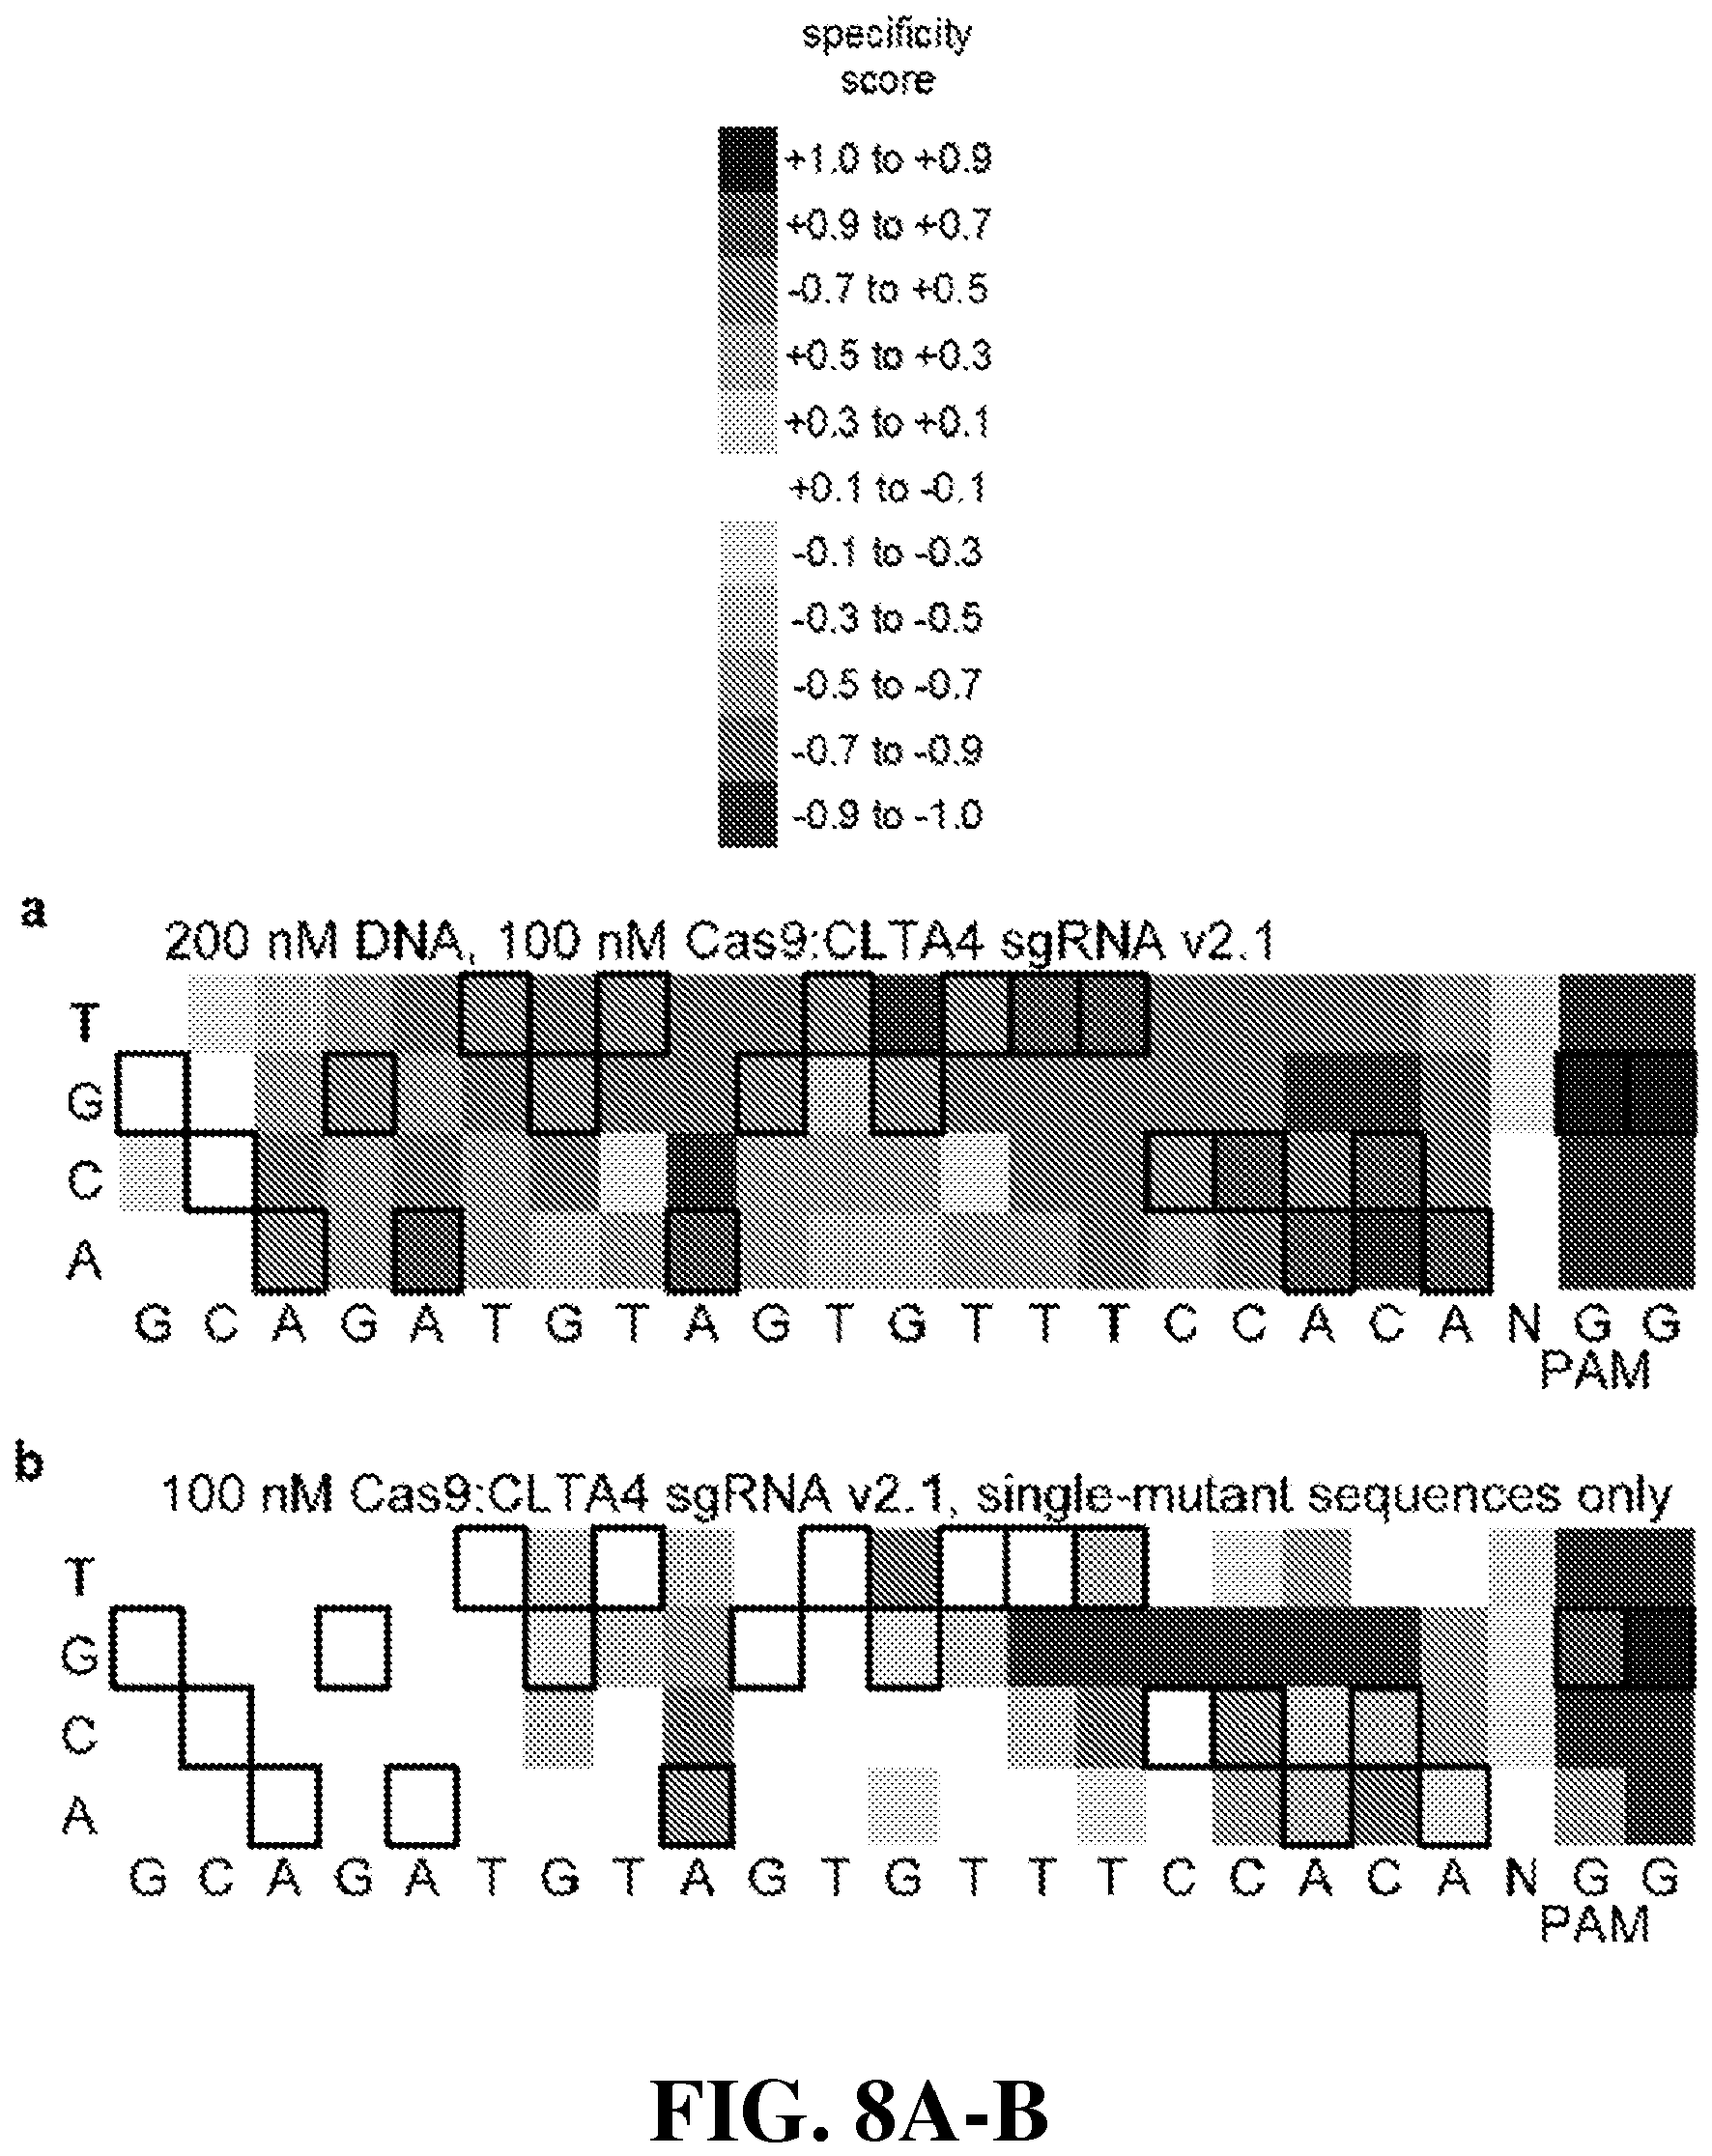 specificity
score
+1.0 to +0.9
+0.9 to +0.7
-0.7 to +0.5
+0.5 to +0.3
+0.3 to +0.1
+0.1 to -0.1
-0.1 to -0.3
-0.3 to -0.5
-0.5 to -0.7
-0.7 to -0.9
-0.9 to -1.0
a
200 nM DNA, 100 nM Cas9:CLTA4 sgRNA v2.1
T
G
C
A
G C A G A T G T A G T G T T T C C A C A N G G
PAM
b
100 nM Cas9:CLTA4 sgRNA v2.1, single-mutant sequences only
T
G
C
A
G C A G A T G T A G T G T T T C C A C A N G G
PAM
FIG. 8A-B